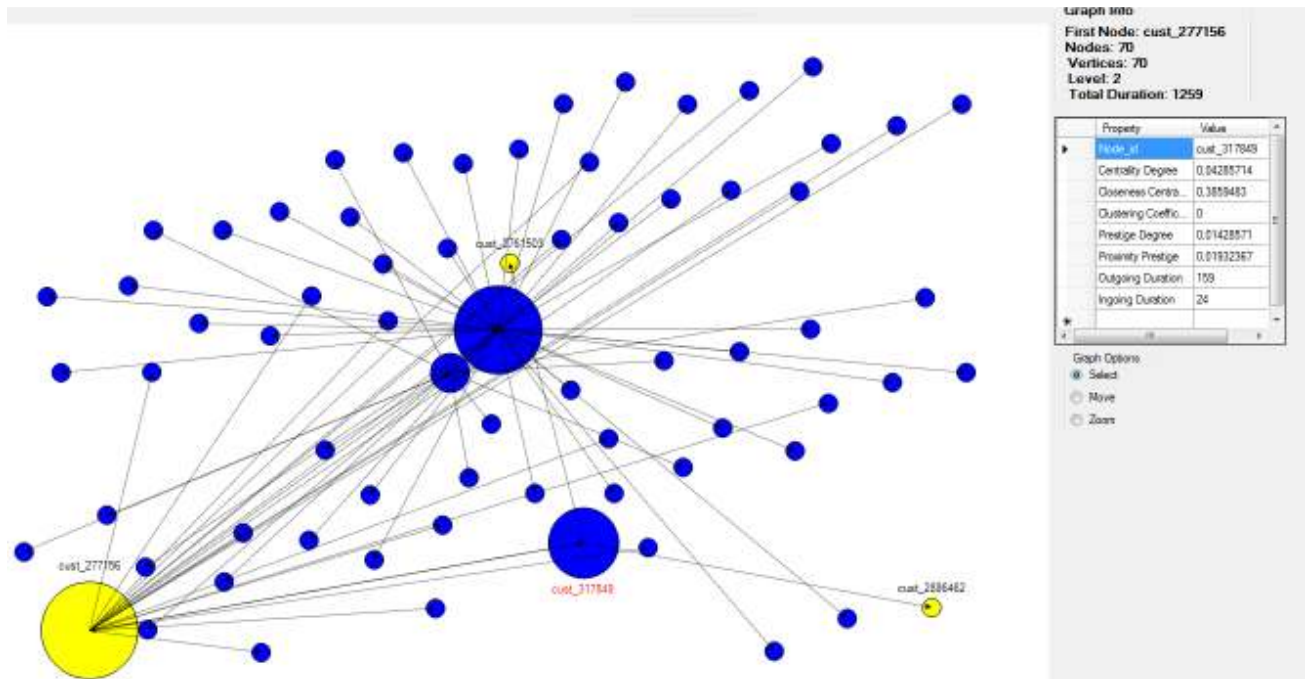 Graph Info
First Node: cust_277156
Nodes: 70
Vertices: 70
Level: 2
Total Duration: 1259
Property Value
Node_id cust_317849
Centrality Degree 0,04285714
Closeness Centra... 0,3859483
Clustering Coeffic... 0
Prestige Degree 0,01428571
Proximity Prestige 0,01932367
Outgoing Duration 159
Ingoing Duration 24
Graph Options
Select
Move
Zoom
cust_2761503
cust_277156
cust_317849
cust_2886462